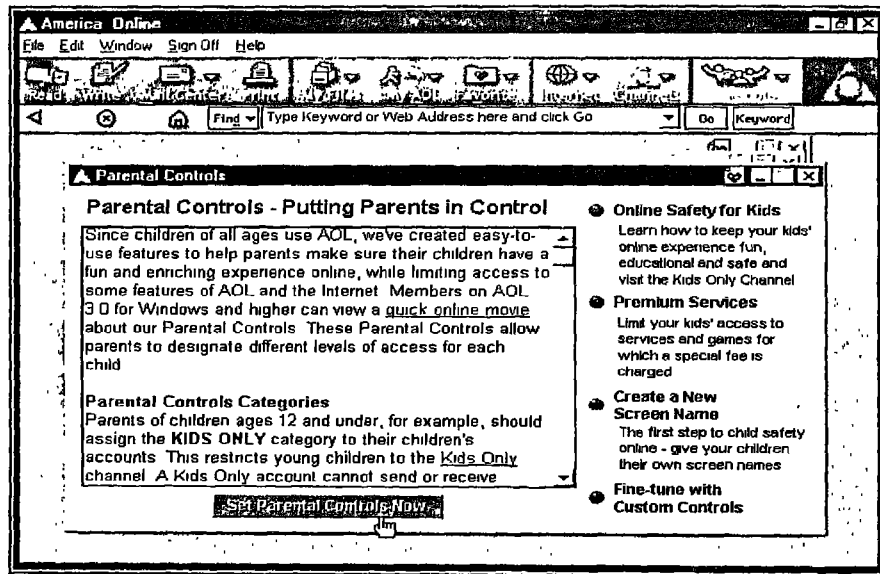 America Online
File Edit Window Sign Off Help
Find Type Keyword or Web Address here and click Go Go Keyword
Parental Controls
Parental Controls - Putting Parents in Control
Since children of all ages use AOL, we've created easy-to-
use features to help parents make sure their children have a
fun and enriching experience online, while limiting access to
some features of AOL and the Internet Members on AOL
3 0 for Windows and higher can view a quick online movie
about our Parental Controls These Parental Controls allow
parents to designate different levels of access for each
child
Parental Controls Categories
Parents of children ages 12 and under, for example, should
assign the KIDS ONLY category to their children's
accounts This restricts young children to the Kids Only
channel A Kids Only account cannot send or receive
Set Parental Controls Now
Online Safety for Kids
Learn how to keep your kids'
online experience fun,
educational and safe and
visit the Kids Only Channel
Premium Services
Limit your kids' access to
services and games for
which a special fee is
charged
Create a New
Screen Name
The first step to child safety
online - give your children
their own screen names
Fine-tune with
Custom Controls